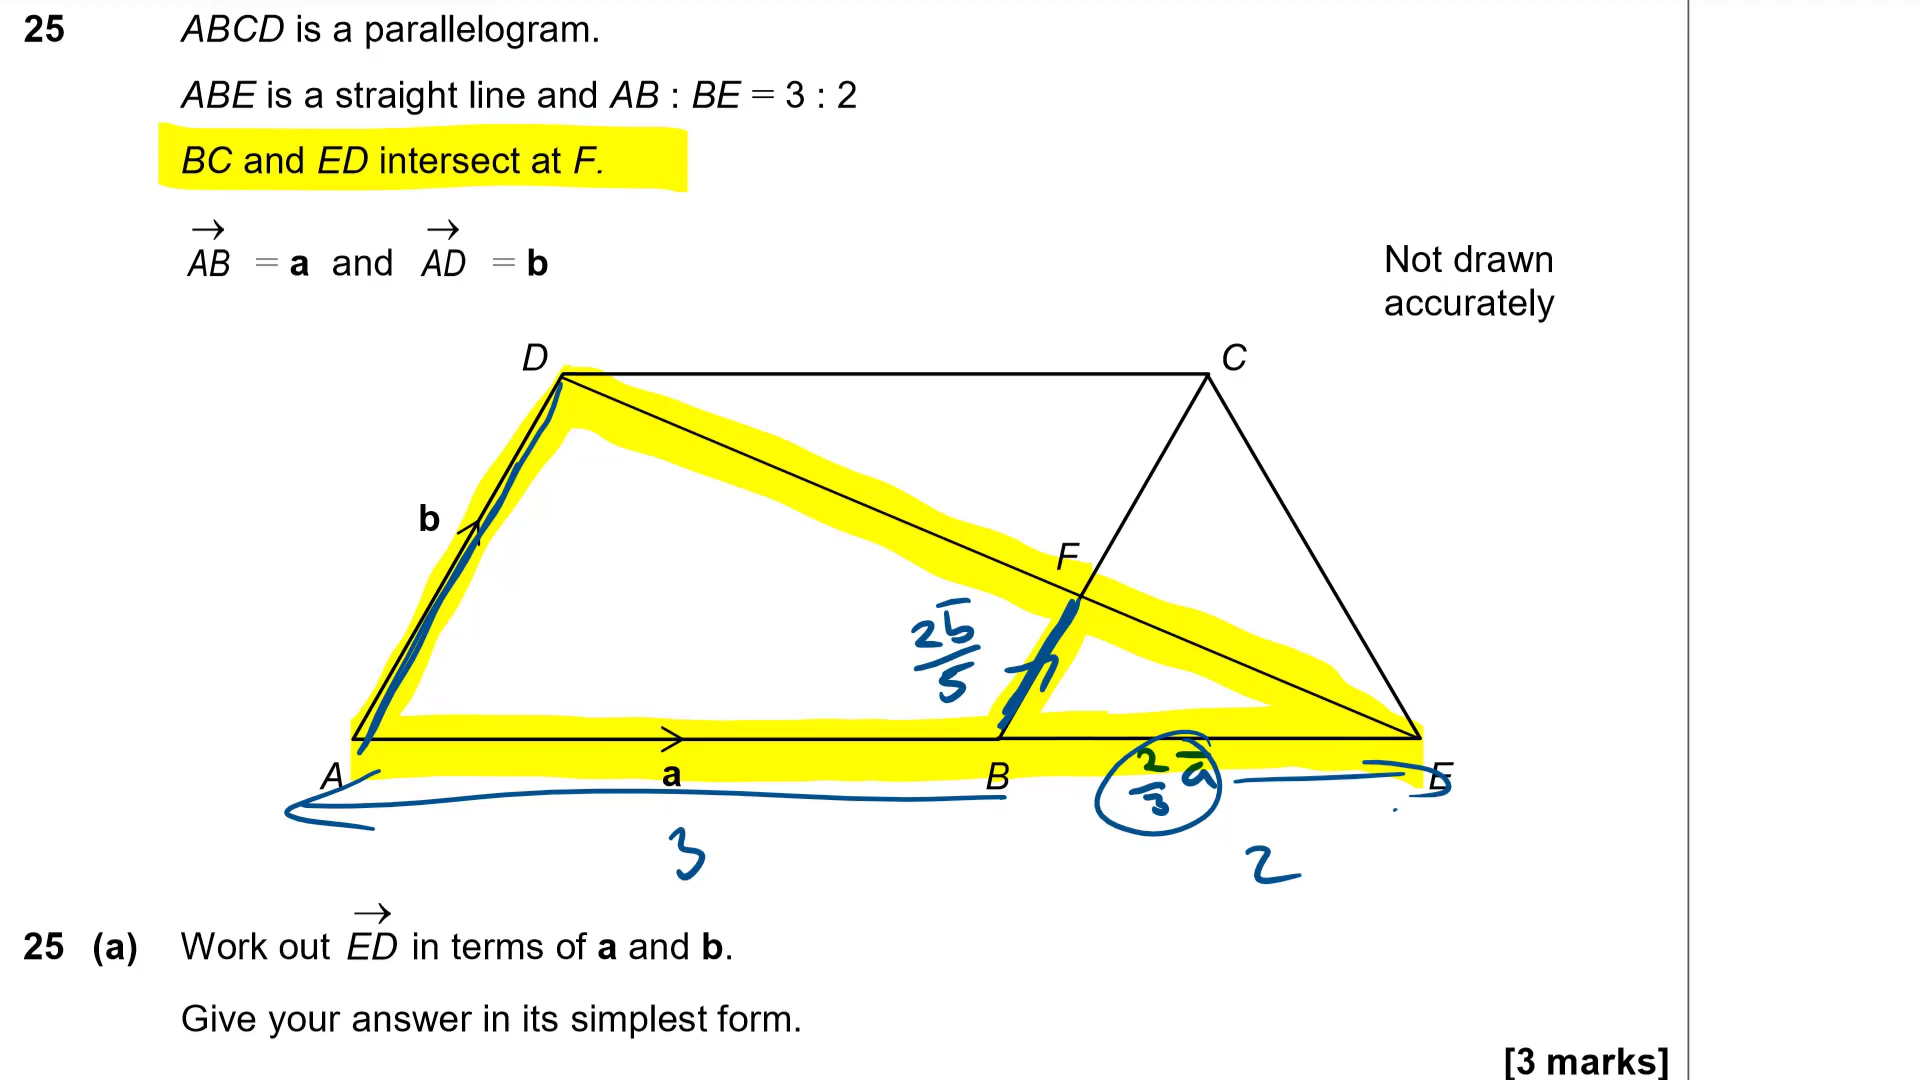 25 ABCD is a parallelogram.
ABE is a straight line and AB : BE = 3 : 2
BC and ED intersect at F.
→ →
AB = a and AD = b
Not drawn
accurately
D C
b
F
2b̅
5
A a B 2 a̅ E
3
3 2
→
25 (a) Work out ED in terms of a and b.
Give your answer in its simplest form.
[3 marks]